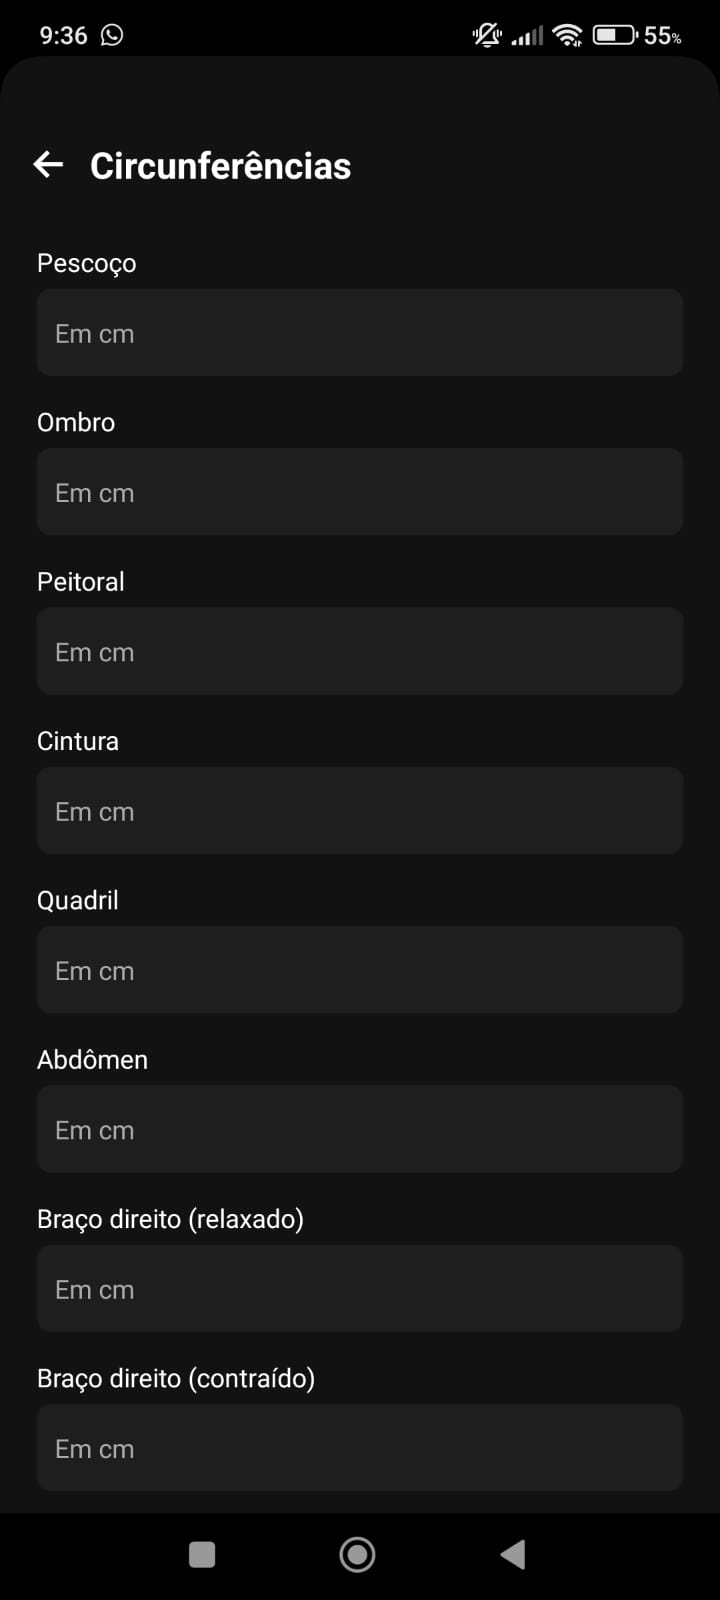 9:36 55%
Circunferências
Pescoço
Em cm
Ombro
Em cm
Peitoral
Em cm
Cintura
Em cm
Quadril
Em cm
Abdômen
Em cm
Braço direito (relaxado)
Em cm
Braço direito (contraído)
Em cm